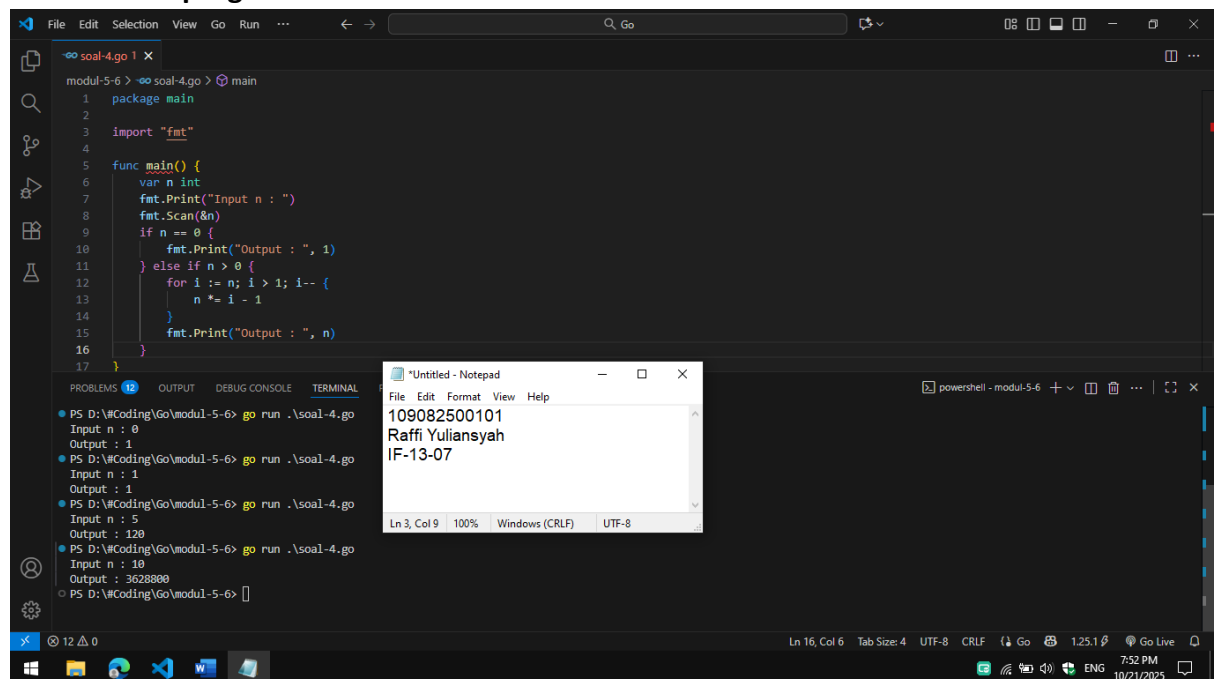 File Edit Selection View Go Run ··· ← → Go
soal-4.go 1 ×
modul-5-6 > soal-4.go > main
1 package main
2
3 import "fmt"
4
5 func main() {
6 var n int
7 fmt.Print("Input n : ")
8 fmt.Scan(&n)
9 if n == 0 {
10 fmt.Print("Output : ", 1)
11 } else if n > 0 {
12 for i := n; i > 1; i-- {
13 n *= i - 1
14 }
15 fmt.Print("Output : ", n)
16 }
17 }
PROBLEMS 12 OUTPUT DEBUG CONSOLE TERMINAL
powershell - modul-5-6
PS D:\#Coding\Go\modul-5-6> go run .\soal-4.go
Input n : 0
Output : 1
PS D:\#Coding\Go\modul-5-6> go run .\soal-4.go
Input n : 1
Output : 1
PS D:\#Coding\Go\modul-5-6> go run .\soal-4.go
Input n : 5
Output : 120
PS D:\#Coding\Go\modul-5-6> go run .\soal-4.go
Input n : 10
Output : 3628800
PS D:\#Coding\Go\modul-5-6>
*Untitled - Notepad
File Edit Format View Help
109082500101
Raffi Yuliansyah
IF-13-07
Ln 3, Col 9 100% Windows (CRLF) UTF-8
12 0 Ln 16, Col 6 Tab Size: 4 UTF-8 CRLF Go 1.25.1 Go Live
ENG 7:52 PM
10/21/2025